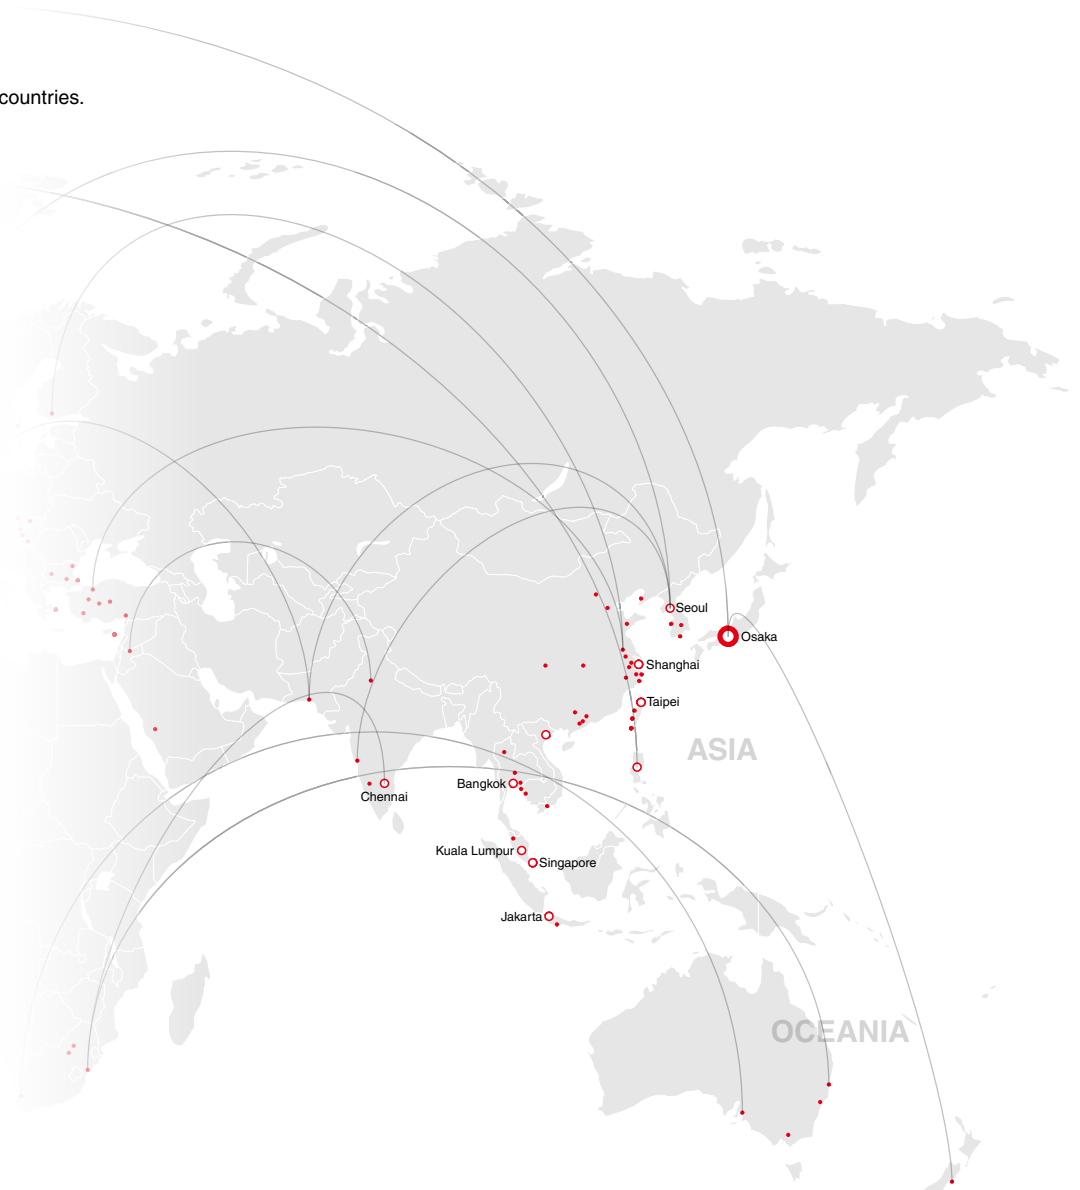 countries.
Seoul
Osaka
Shanghai
Taipei
ASIA
Bangkok
Chennai
Kuala Lumpur
Singapore
Jakarta
OCEANIA